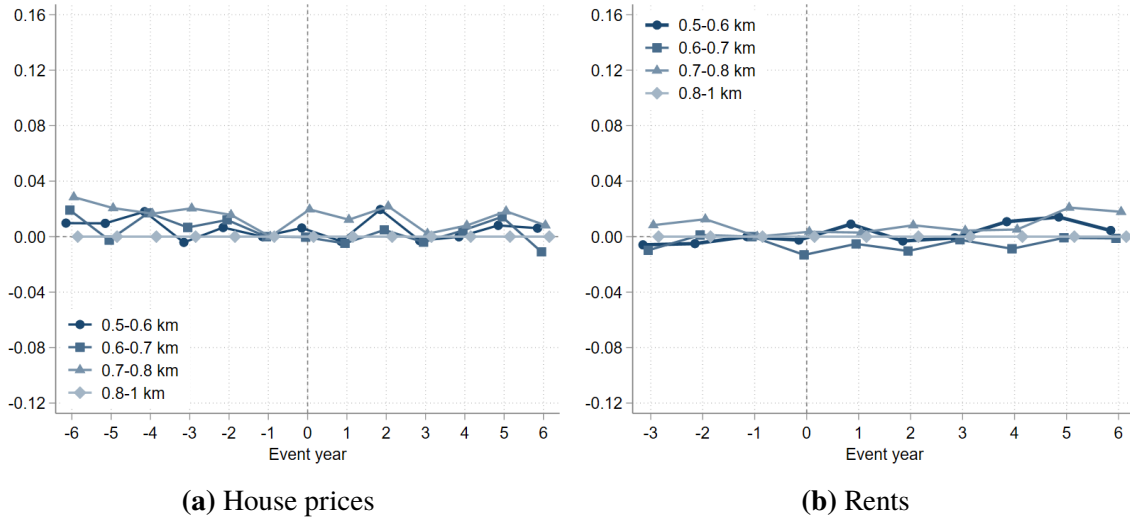 0.16
0.12
0.08
0.04
0.00
-0.04
-0.08
-0.12
0.5-0.6 km
0.6-0.7 km
0.7-0.8 km
0.8-1 km
-6 -5 -4 -3 -2 -1 0 1 2 3 4 5 6
Event year
(a) House prices
0.16
0.12
0.08
0.04
0.00
-0.04
-0.08
-0.12
0.5-0.6 km
0.6-0.7 km
0.7-0.8 km
0.8-1 km
-3 -2 -1 0 1 2 3 4 5 6
Event year
(b) Rents